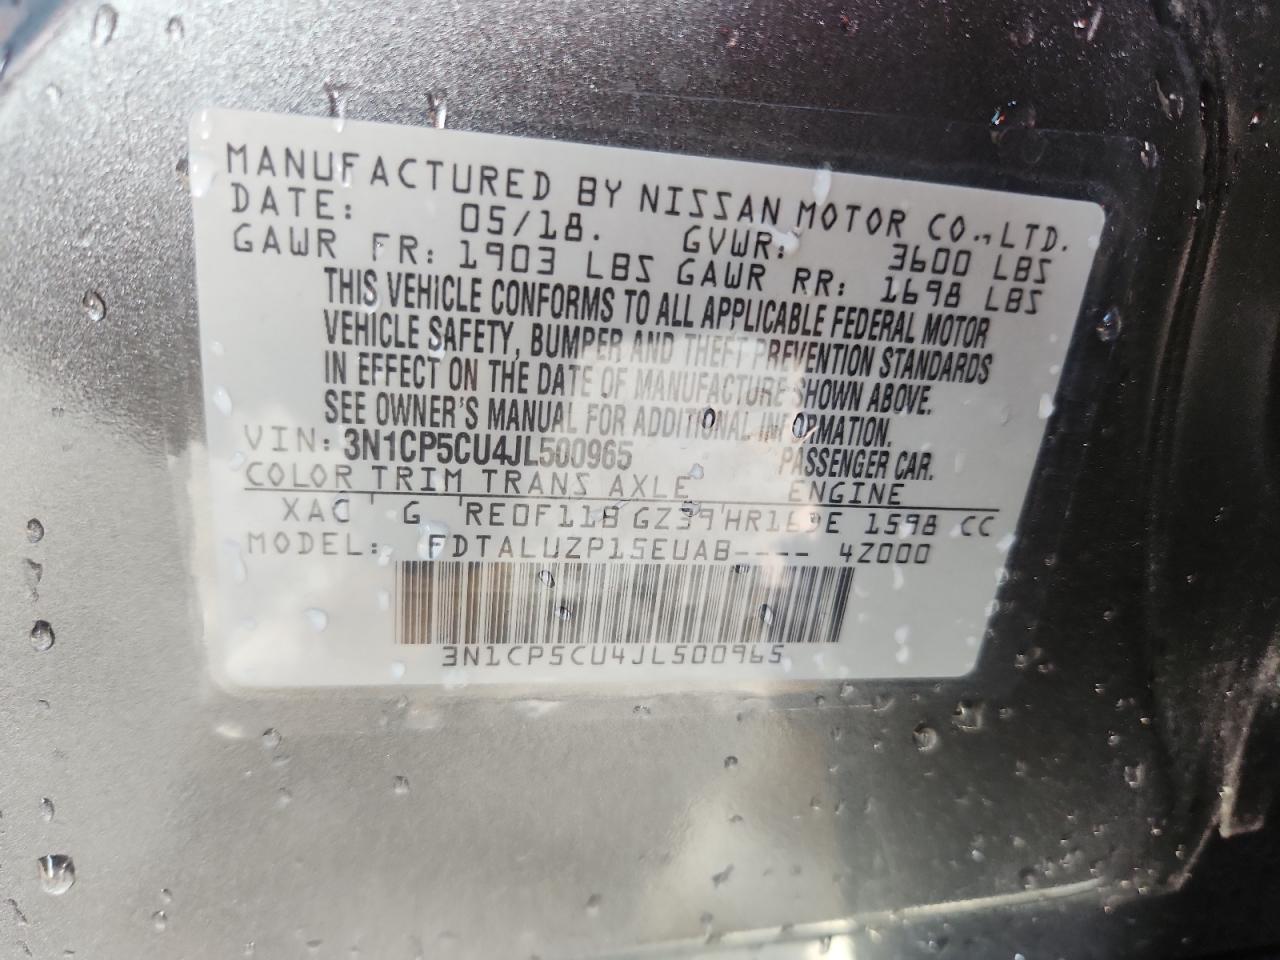 MANUFACTURED BY NISSAN MOTOR CO., LTD.
DATE: 05/18. GVWR: 3600 LBS
GAWR FR: 1903 LBS GAWR RR: 1698 LBS
THIS VEHICLE CONFORMS TO ALL APPLICABLE FEDERAL MOTOR
VEHICLE SAFETY, BUMPER AND THEFT PREVENTION STANDARDS
IN EFFECT ON THE DATE OF MANUFACTURE SHOWN ABOVE.
SEE OWNER'S MANUAL FOR ADDITIONAL INFORMATION.
VIN: 3N1CP5CU4JL500965 PASSENGER CAR.
COLOR TRIM TRANS AXLE ENGINE
XAC G RE0F11B GZ39 HR16DE 1598 CC
MODEL: FDTALUZP15EUAB---- 4Z000
3N1CP5CU4JL500965